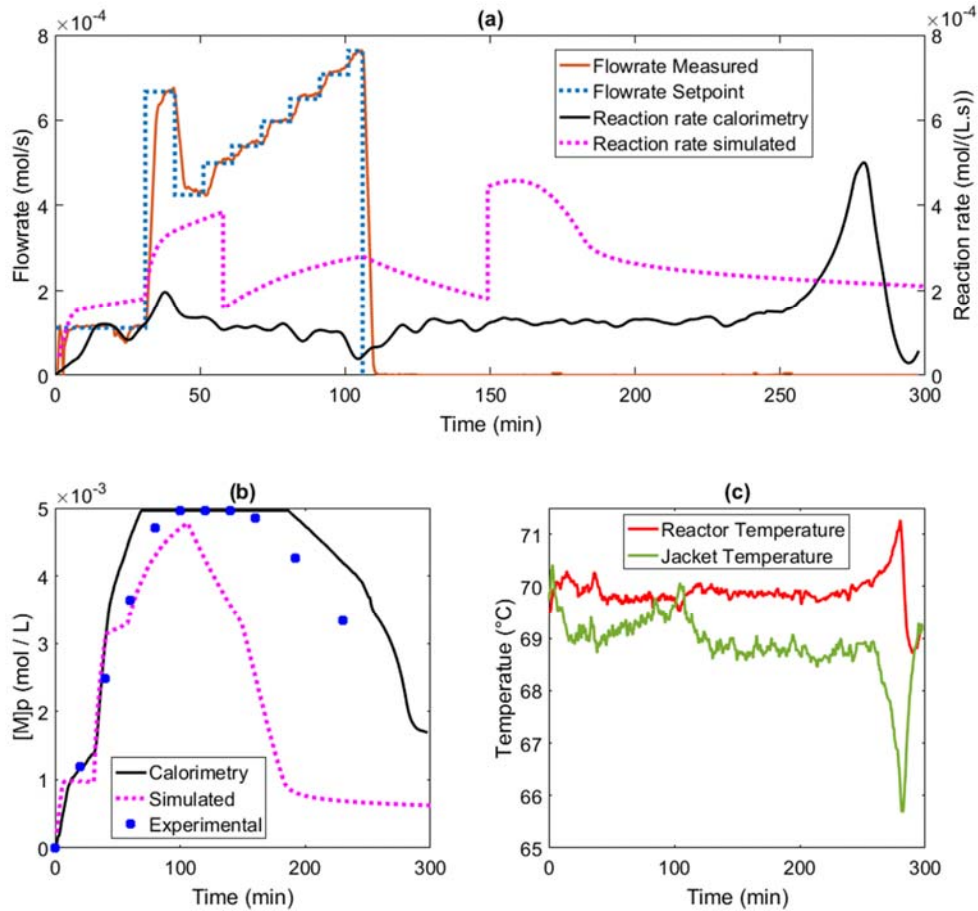 (a)
×10⁻⁴
×10⁻⁴
8
6
4
2
0
Flowrate (mol/s)
8
6
4
2
0
Reaction rate (mol/(L.s))
Flowrate Measured
Flowrate Setpoint
Reaction rate calorimetry
Reaction rate simulated
0 50 100 150 200 250 300
Time (min)
(b)
×10⁻³
5
4
3
2
1
0
[M]p (mol / L)
Calorimetry
Simulated
Experimental
0 100 200 300
Time (min)
(c)
71
70
69
68
67
66
65
Temperatue (°C)
Reactor Temperature
Jacket Temperature
0 100 200 300
Time (min)